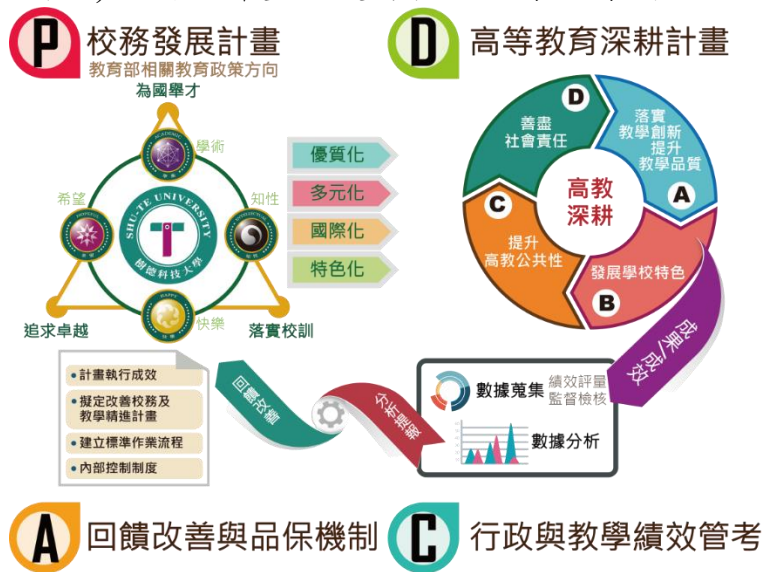 P 校務發展計畫
教育部相關教育政策方向
為國舉才
學術
希望
知性
快樂
SHU-TE UNIVERSITY
樹德科技大學
追求卓越
落實校訓
優質化
多元化
國際化
特色化
D 高等教育深耕計畫
D
善盡
社會責任
落實
教學創新
提升
教學品質
A
高教
深耕
C
提升
高教公共性
發展學校特色
B
成果/成效
數據蒐集
績效評量
監督檢核
數據分析
分析提報
回饋改善
•計畫執行成效
•擬定改善校務及
教學精進計畫
•建立標準作業流程
•內部控制制度
A 回饋改善與品保機制
C 行政與教學績效管考